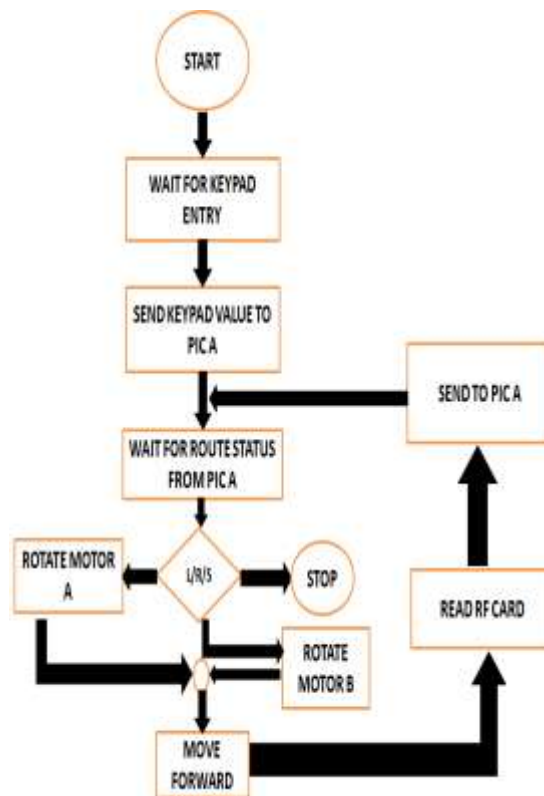 START
WAIT FOR KEYPAD
ENTRY
SEND KEYPAD VALUE TO
PIC A
SEND TO PIC A
WAIT FOR ROUTE STATUS
FROM PIC A
ROTATE MOTOR
A
L/R/S
STOP
READ RF CARD
ROTATE
MOTOR B
MOVE
FORWARD